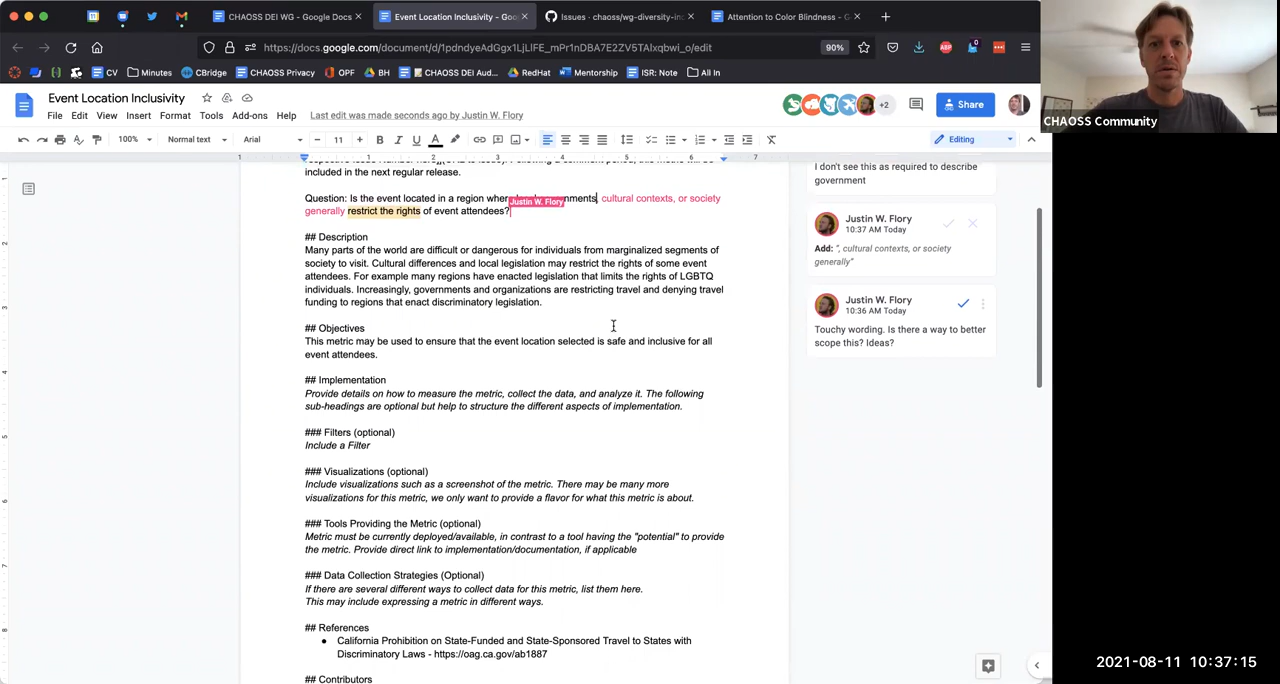 CHAOSS DEI WG - Google Docs
Event Location Inclusivity - Goo
Issues · chaoss/wg-diversity-in
Attention to Color Blindness - G
https://docs.google.com/document/d/1pdndyeAdGgx1LjLIFE_mPr1nDBA7E2ZV5TAlxqbwi_o/edit
90%
CV
Minutes
CBridge
CHAOSS Privacy
OPF
BH
CHAOSS DEI Aud...
RedHat
Mentorship
ISR: Note
All In
Event Location Inclusivity
File Edit View Insert Format Tools Add-ons Help
Last edit was made seconds ago by Justin W. Flory
+2
Share
CHAOSS Community
100%
Normal text
Arial
11
Editing
1 1 2 3 4 5 6 7
included in the next regular release.
Question: Is the event located in a region wher nments, cultural contexts, or society
Justin W. Flory
generally restrict the rights of event attendees?
## Description
Many parts of the world are difficult or dangerous for individuals from marginalized segments of
society to visit. Cultural differences and local legislation may restrict the rights of some event
attendees. For example many regions have enacted legislation that limits the rights of LGBTQ
individuals. Increasingly, governments and organizations are restricting travel and denying travel
funding to regions that enact discriminatory legislation.
## Objectives
This metric may be used to ensure that the event location selected is safe and inclusive for all
event attendees.
## Implementation
Provide details on how to measure the metric, collect the data, and analyze it. The following
sub-headings are optional but help to structure the different aspects of implementation.
### Filters (optional)
Include a Filter
### Visualizations (optional)
Include visualizations such as a screenshot of the metric. There may be many more
visualizations for this metric, we only want to provide a flavor for what this metric is about.
### Tools Providing the Metric (optional)
Metric must be currently deployed/available, in contrast to a tool having the "potential" to provide
the metric. Provide direct link to implementation/documentation, if applicable
### Data Collection Strategies (Optional)
If there are several different ways to collect data for this metric, list them here.
This may include expressing a metric in different ways.
## References
● California Prohibition on State-Funded and State-Sponsored Travel to States with
Discriminatory Laws - https://oag.ca.gov/ab1887
## Contributors
I don't see this as required to describe
government
Justin W. Flory
10:37 AM Today
Add: ", cultural contexts, or society
generally"
Justin W. Flory
10:36 AM Today
Touchy wording. Is there a way to better
scope this? Ideas?
2021-08-11 10:37:15